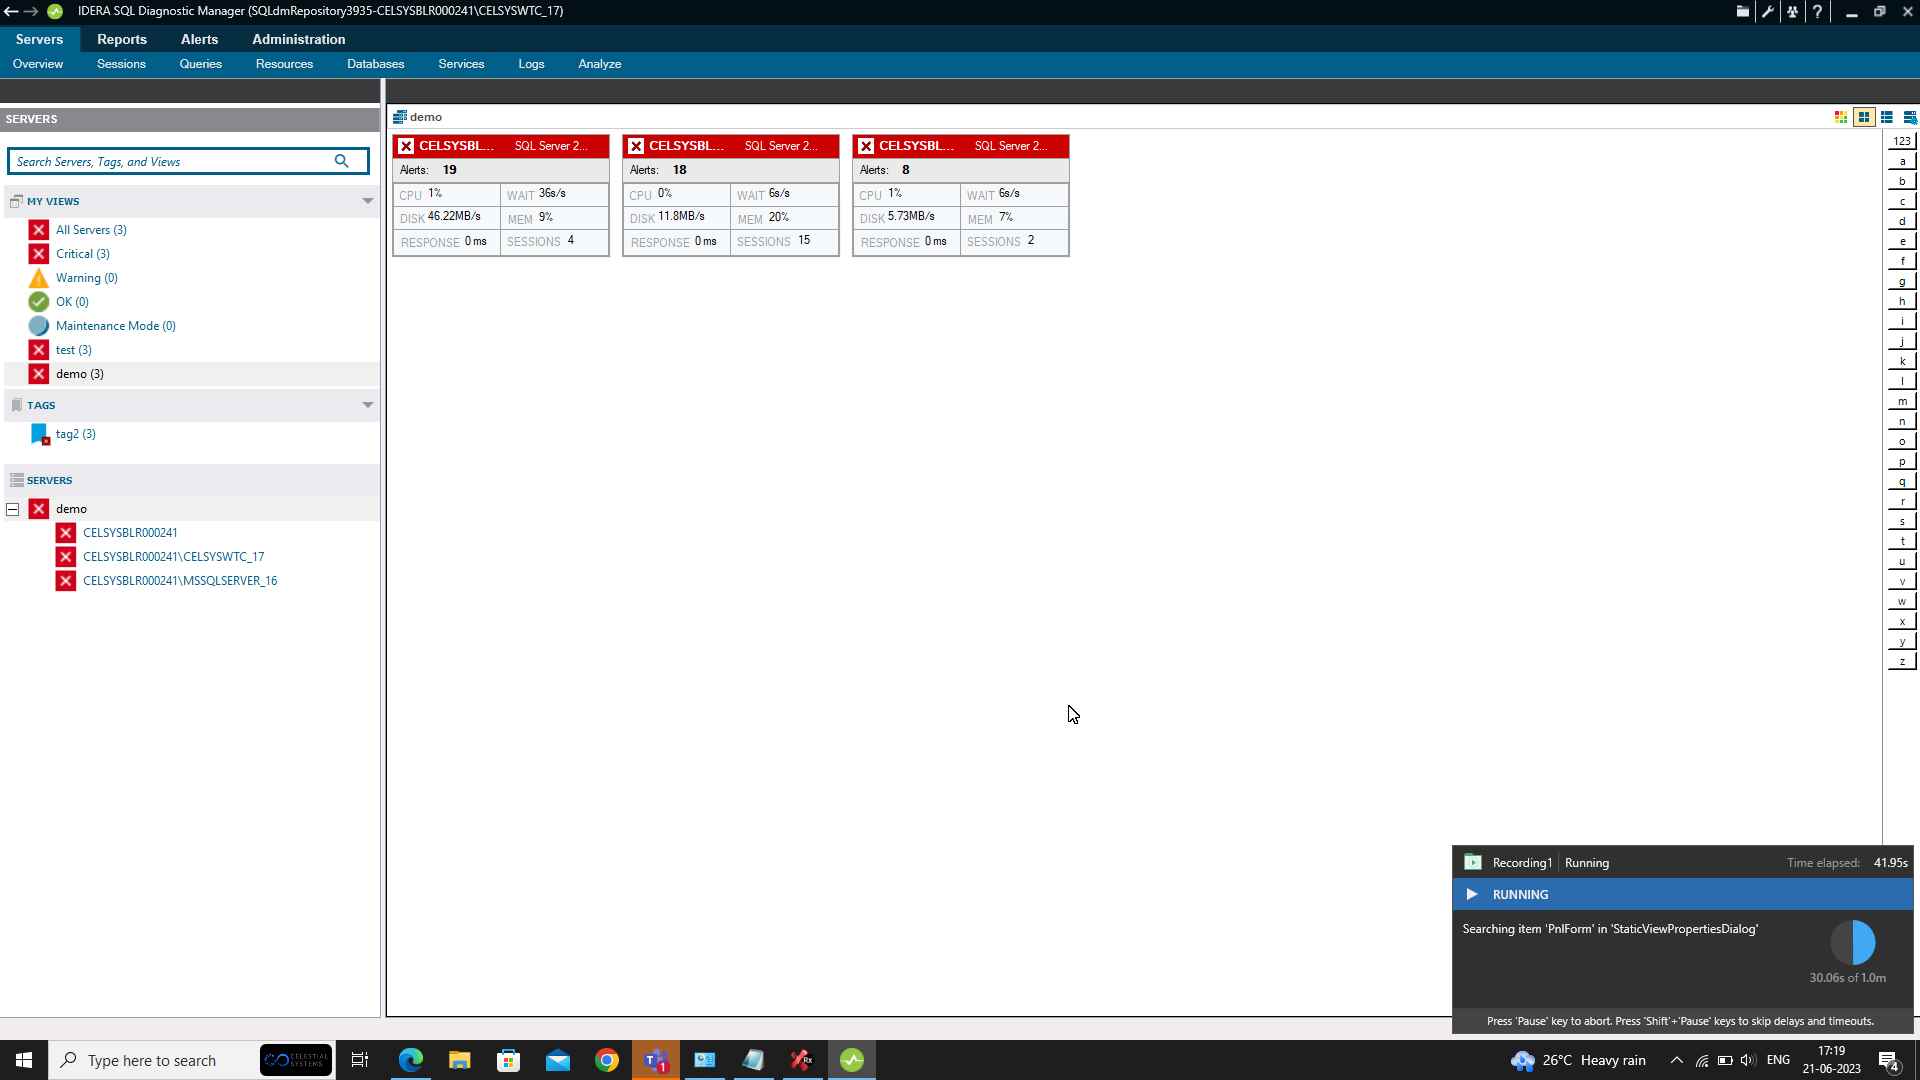 IDERA SQL Diagnostic Manager (SQLdmRepository3935-CELSYSBLR000241\CELSYSWTC_17)
Servers Reports Alerts Administration
Overview Sessions Queries Resources Databases Services Logs Analyze
SERVERS
Search Servers, Tags, and Views
MY VIEWS
All Servers (3)
Critical (3)
Warning (0)
OK (0)
Maintenance Mode (0)
test (3)
demo (3)
TAGS
tag2 (3)
SERVERS
demo
CELSYSBLR000241
CELSYSBLR000241\CELSYSWTC_17
CELSYSBLR000241\MSSQLSERVER_16
demo
CELSYSBL... SQL Server 2...
Alerts: 19
CPU 1% WAIT 36s/s
DISK 46.22MB/s MEM 9%
RESPONSE 0 ms SESSIONS 4
CELSYSBL... SQL Server 2...
Alerts: 18
CPU 0% WAIT 6s/s
DISK 11.8MB/s MEM 20%
RESPONSE 0 ms SESSIONS 15
CELSYSBL... SQL Server 2...
Alerts: 8
CPU 1% WAIT 6s/s
DISK 5.73MB/s MEM 7%
RESPONSE 0 ms SESSIONS 2
123
a
b
c
d
e
f
g
h
i
j
k
l
m
n
o
p
q
r
s
t
u
v
w
x
y
z
Recording1 Running Time elapsed: 41.95s
RUNNING
Searching item 'PnlForm' in 'StaticViewPropertiesDialog'
30.06s of 1.0m
Press 'Pause' key to abort. Press 'Shift'+'Pause' keys to skip delays and timeouts.
Type here to search
CELESTIAL
SYSTEMS
26°C Heavy rain
ENG
17:19
21-06-2023
4